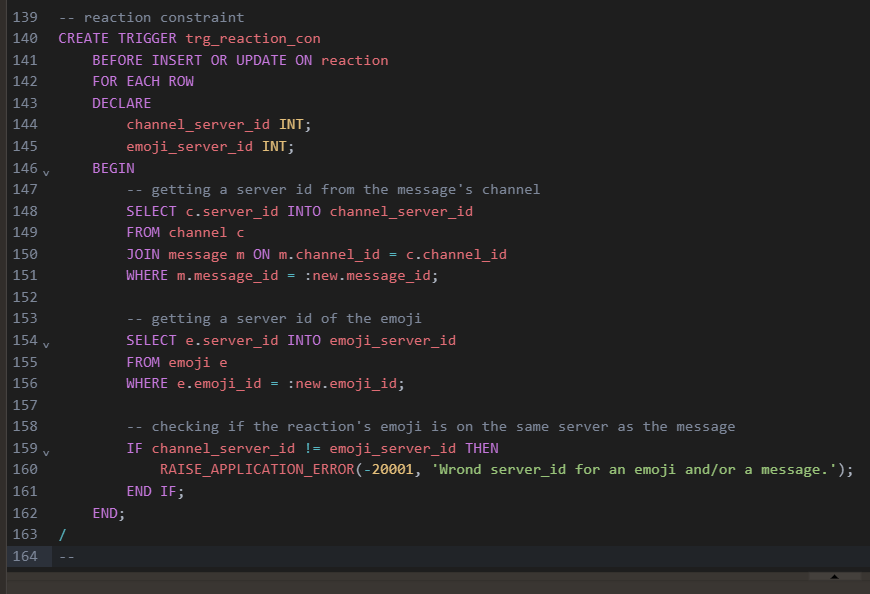 139 -- reaction constraint
140 CREATE TRIGGER trg_reaction_con
141     BEFORE INSERT OR UPDATE ON reaction
142     FOR EACH ROW
143     DECLARE
144         channel_server_id INT;
145         emoji_server_id INT;
146     BEGIN
147         -- getting a server id from the message's channel
148         SELECT c.server_id INTO channel_server_id
149         FROM channel c
150         JOIN message m ON m.channel_id = c.channel_id
151         WHERE m.message_id = :new.message_id;
152
153         -- getting a server id of the emoji
154         SELECT e.server_id INTO emoji_server_id
155         FROM emoji e
156         WHERE e.emoji_id = :new.emoji_id;
157
158         -- checking if the reaction's emoji is on the same server as the message
159         IF channel_server_id != emoji_server_id THEN
160             RAISE_APPLICATION_ERROR(-20001, 'Wrond server_id for an emoji and/or a message.');
161         END IF;
162     END;
163 /
164 --